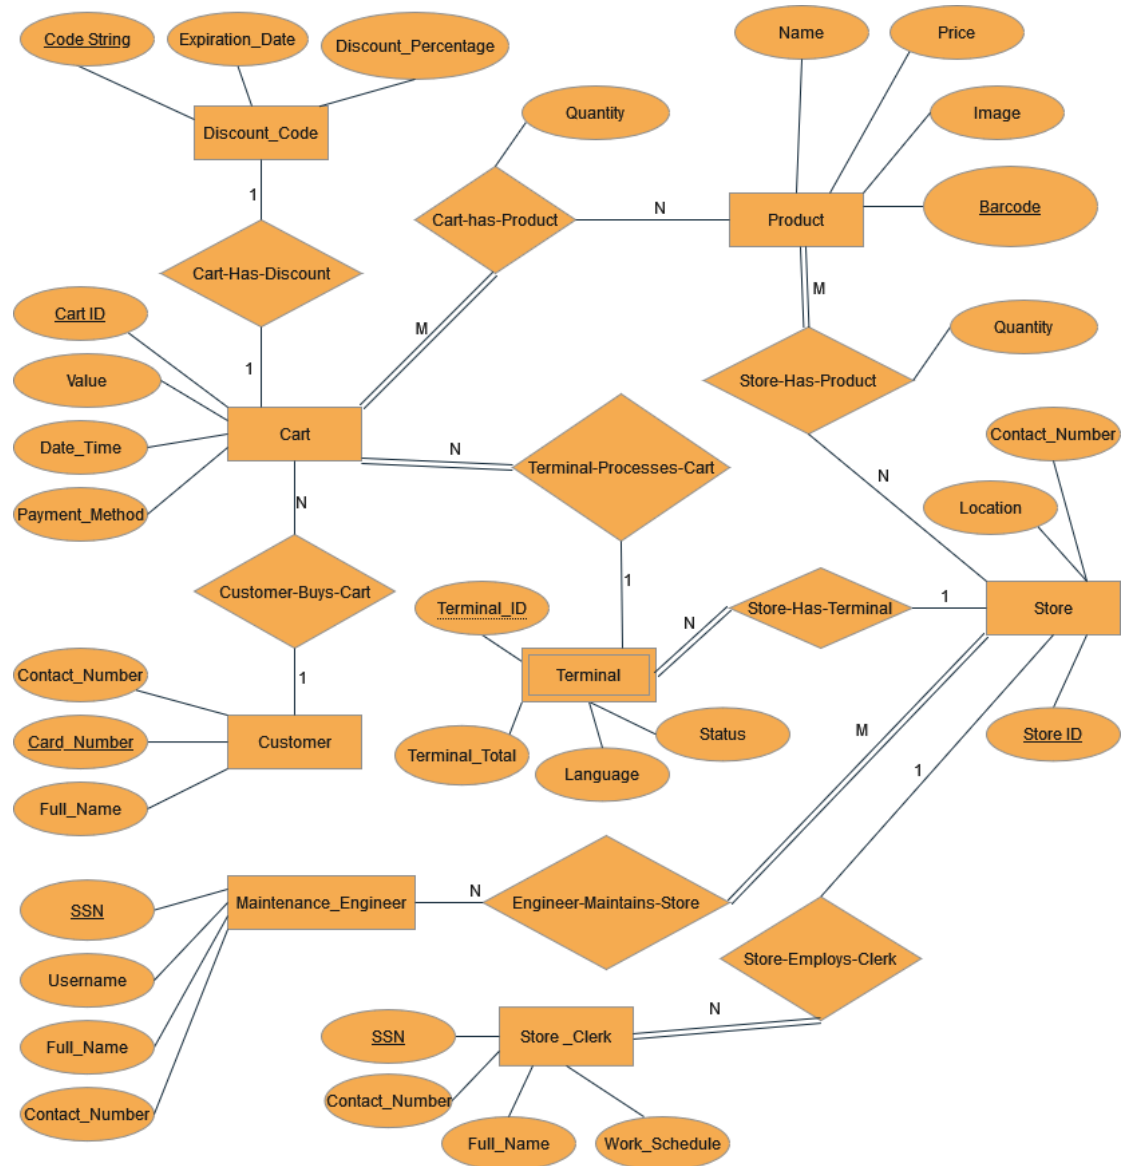 Code String
Expiration_Date
Discount_Percentage
Name
Price
Discount_Code
Quantity
Image
1
Cart-has-Product
N
Product
Barcode
Cart-Has-Discount
M
Cart ID
M
Quantity
Value
1
Store-Has-Product
Date_Time
Cart
N
Terminal-Processes-Cart
Contact_Number
Payment_Method
N
N
Location
Customer-Buys-Cart
1
Terminal_ID
N
Store-Has-Terminal
1
Store
Contact_Number
1
Terminal
Card_Number
Customer
Terminal_Total
Status
M
Store ID
Language
1
Full_Name
SSN
Maintenance_Engineer
N
Engineer-Maintains-Store
Store-Employs-Clerk
Username
N
Full_Name
SSN
Store _Clerk
Contact_Number
Contact_Number
Full_Name
Work_Schedule